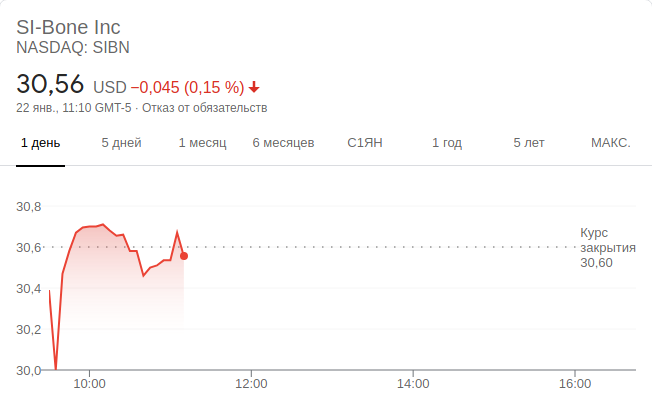 SI-Bone Inc
NASDAQ: SIBN
30,56 USD −0,045 (0,15 %)
22 янв., 11:10 GMT-5 · Отказ от обязательств
1 день 5 дней 1 месяц 6 месяцев С1ЯН 1 год 5 лет МАКС.
30,8
Курс
30,6 закрытия
30,60
30,4
30,2
30,0
10:00 12:00 14:00 16:00